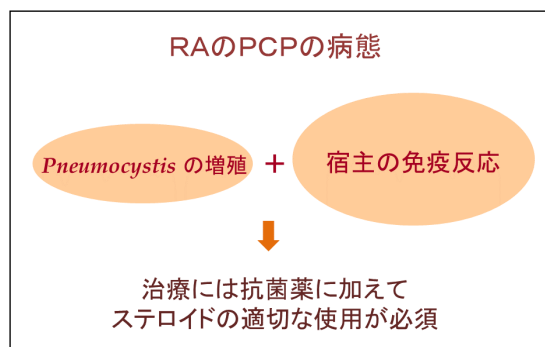 RAのPCPの病態
Pneumocystis の増殖 + 宿主の免疫反応
治療には抗菌薬に加えて
ステロイドの適切な使用が必須